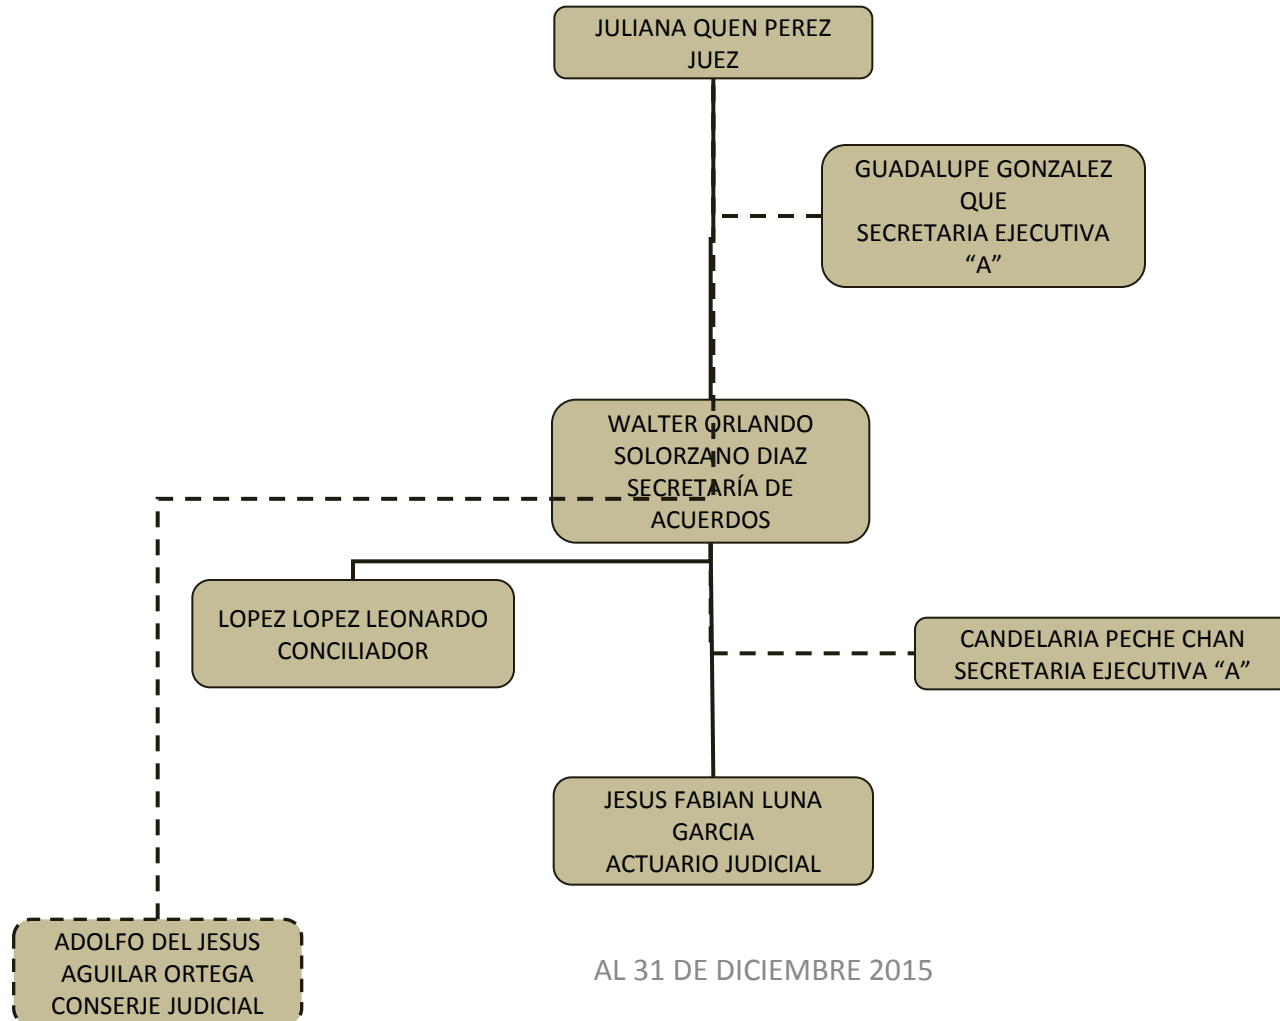 JULIANA QUEN PEREZ
JUEZ
GUADALUPE GONZALEZ
QUE
SECRETARIA EJECUTIVA
“A”
WALTER ORLANDO
SOLORZANO DIAZ
SECRETARÍA DE
ACUERDOS
LOPEZ LOPEZ LEONARDO
CONCILIADOR
CANDELARIA PECHE CHAN
SECRETARIA EJECUTIVA “A”
JESUS FABIAN LUNA
GARCIA
ACTUARIO JUDICIAL
ADOLFO DEL JESUS
AGUILAR ORTEGA
CONSERJE JUDICIAL
AL 31 DE DICIEMBRE 2015